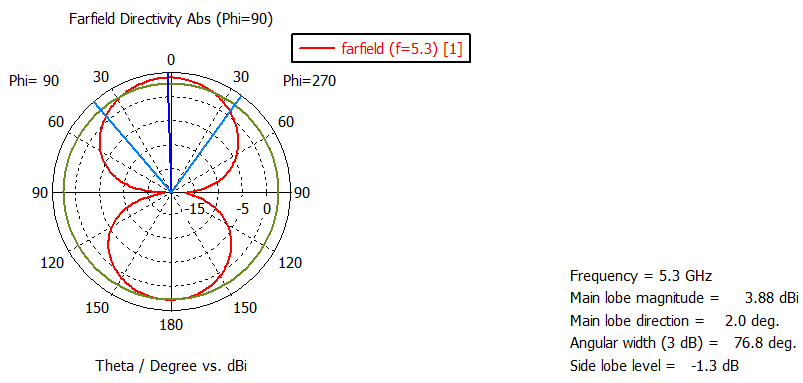 Farfield Directivity Abs (Phi=90)
farfield (f=5.3) [1]
0
Phi= 90
30
30
Phi=270
60
60
90
-15
-5
0
90
120
120
150
150
180
Theta / Degree vs. dBi
Frequency = 5.3 GHz
Main lobe magnitude = 3.88 dBi
Main lobe direction = 2.0 deg.
Angular width (3 dB) = 76.8 deg.
Side lobe level = -1.3 dB